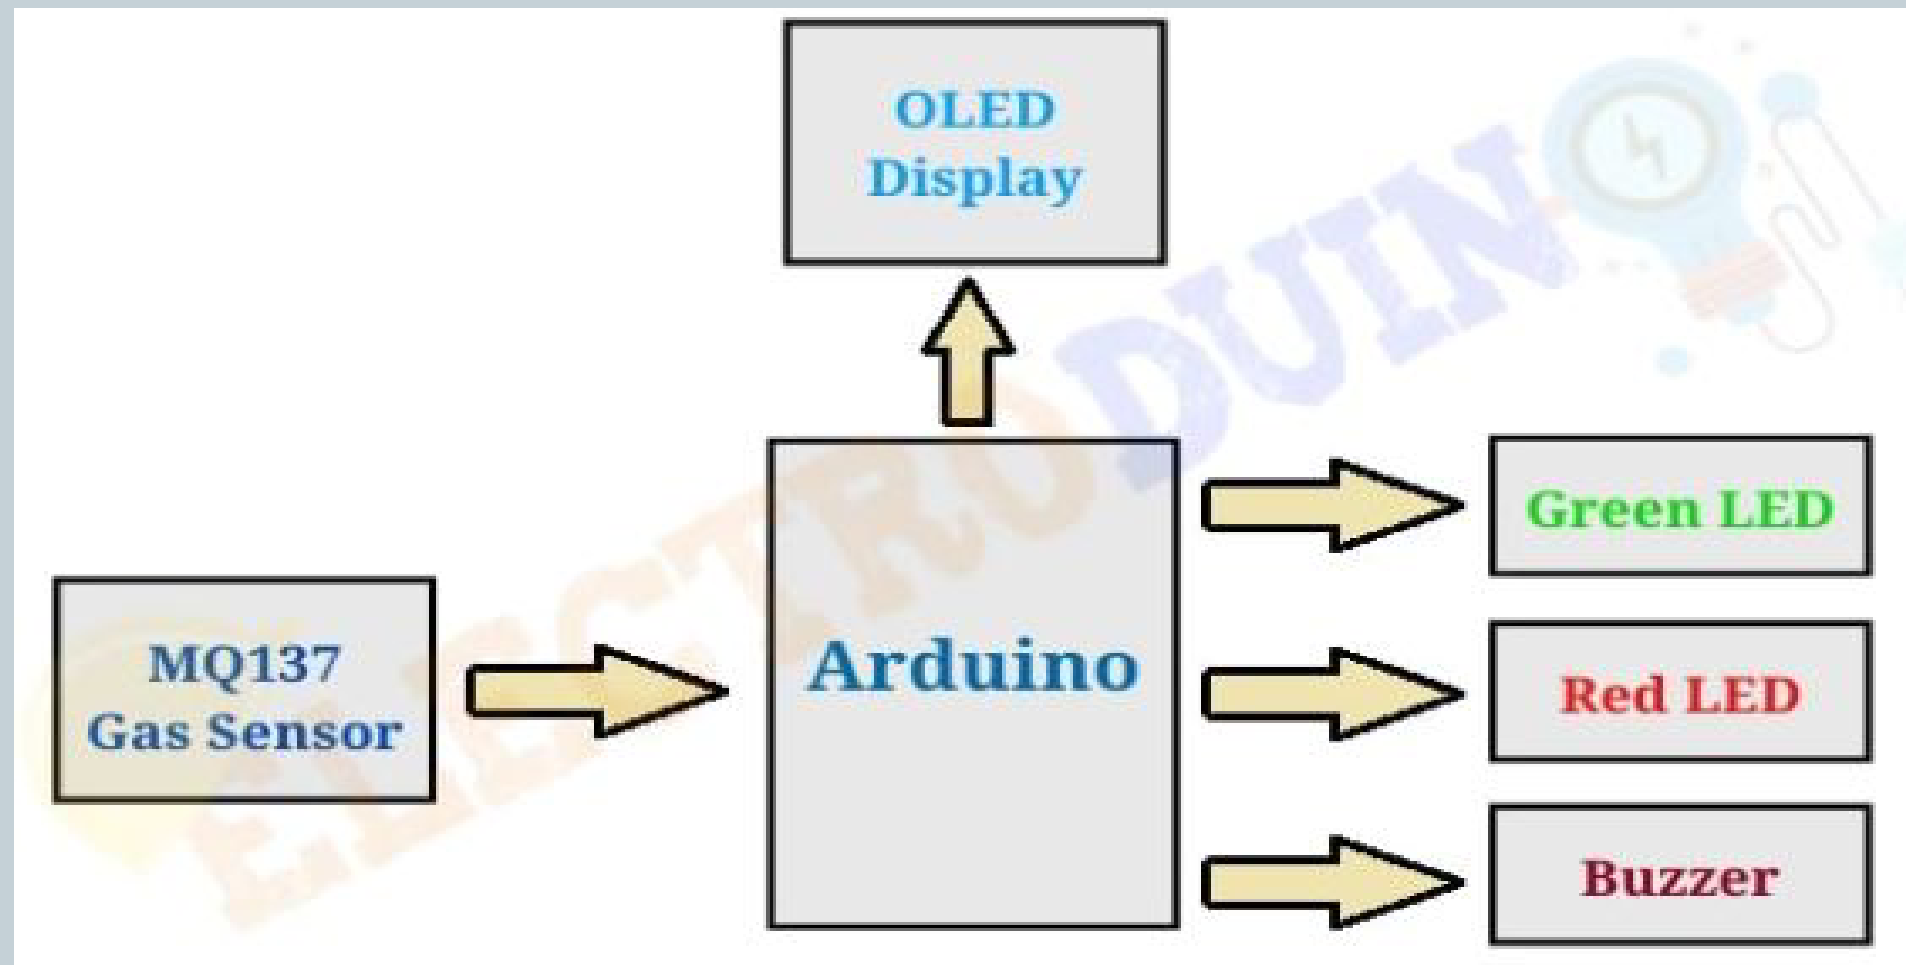 OLED
Display
Green LED
MQ137
Gas Sensor
Arduino
Red LED
Buzzer
ELECTRODUINO